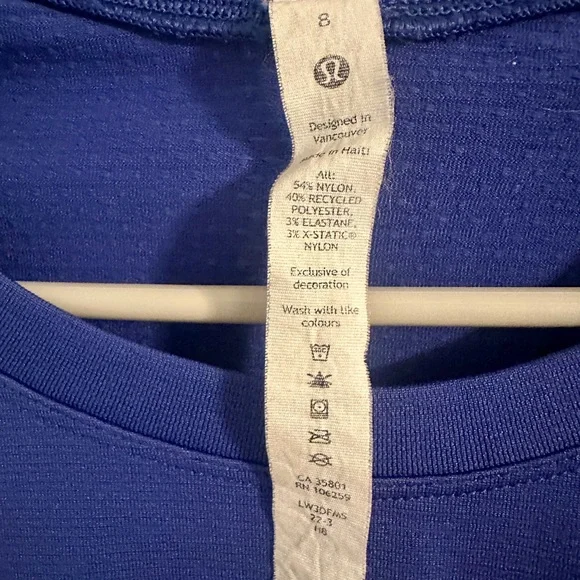 8
Designed in
Vancouver
in Haiti
All:
54% NYLON,
40% RECYCLED
POLYESTER,
3% ELASTANE,
3% X-STATIC®
NYLON
Exclusive of
decoration
Wash with like
colours
CA 35801
RN 106259
LW3DFMS
22-3
H8